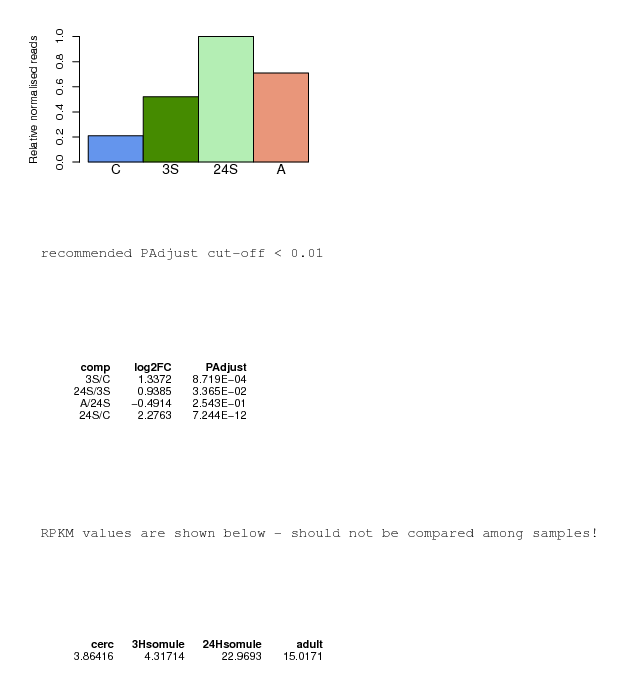 Relative normalised reads
1.0
0.8
0.6
0.4
0.2
0.0
C 3S 24S A
recommended PAdjust cut-off < 0.01
comp log2FC PAdjust
3S/C 1.3372 8.719E−04
24S/3S 0.9385 3.365E−02
A/24S −0.4914 2.543E−01
24S/C 2.2763 7.244E−12
RPKM values are shown below - should not be compared among samples!
cerc 3Hsomule 24Hsomule adult
3.86416 4.31714 22.9693 15.0171